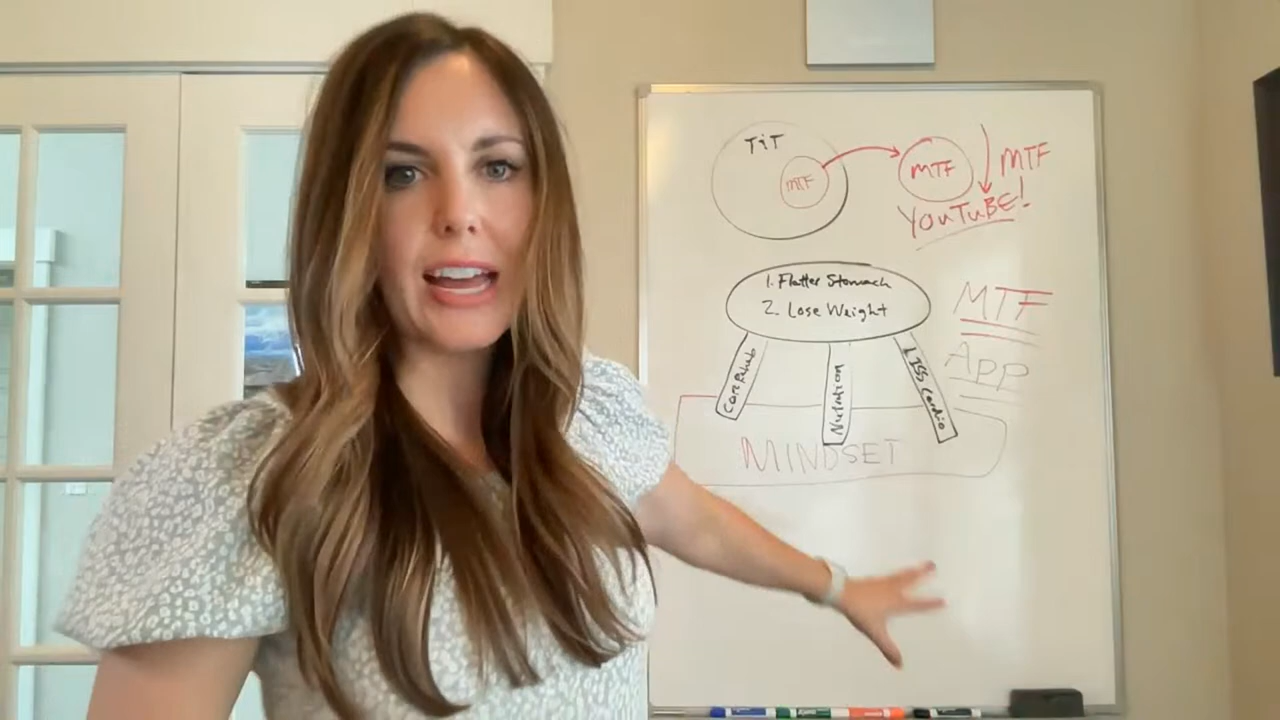 TiT
MTF
MTF
MTF
YOUTUBE!
1. Flatter Stomach
2. Lose Weight
MTF
APP
Core Rehab
Nutrition
LISS Cardio
MINDSET